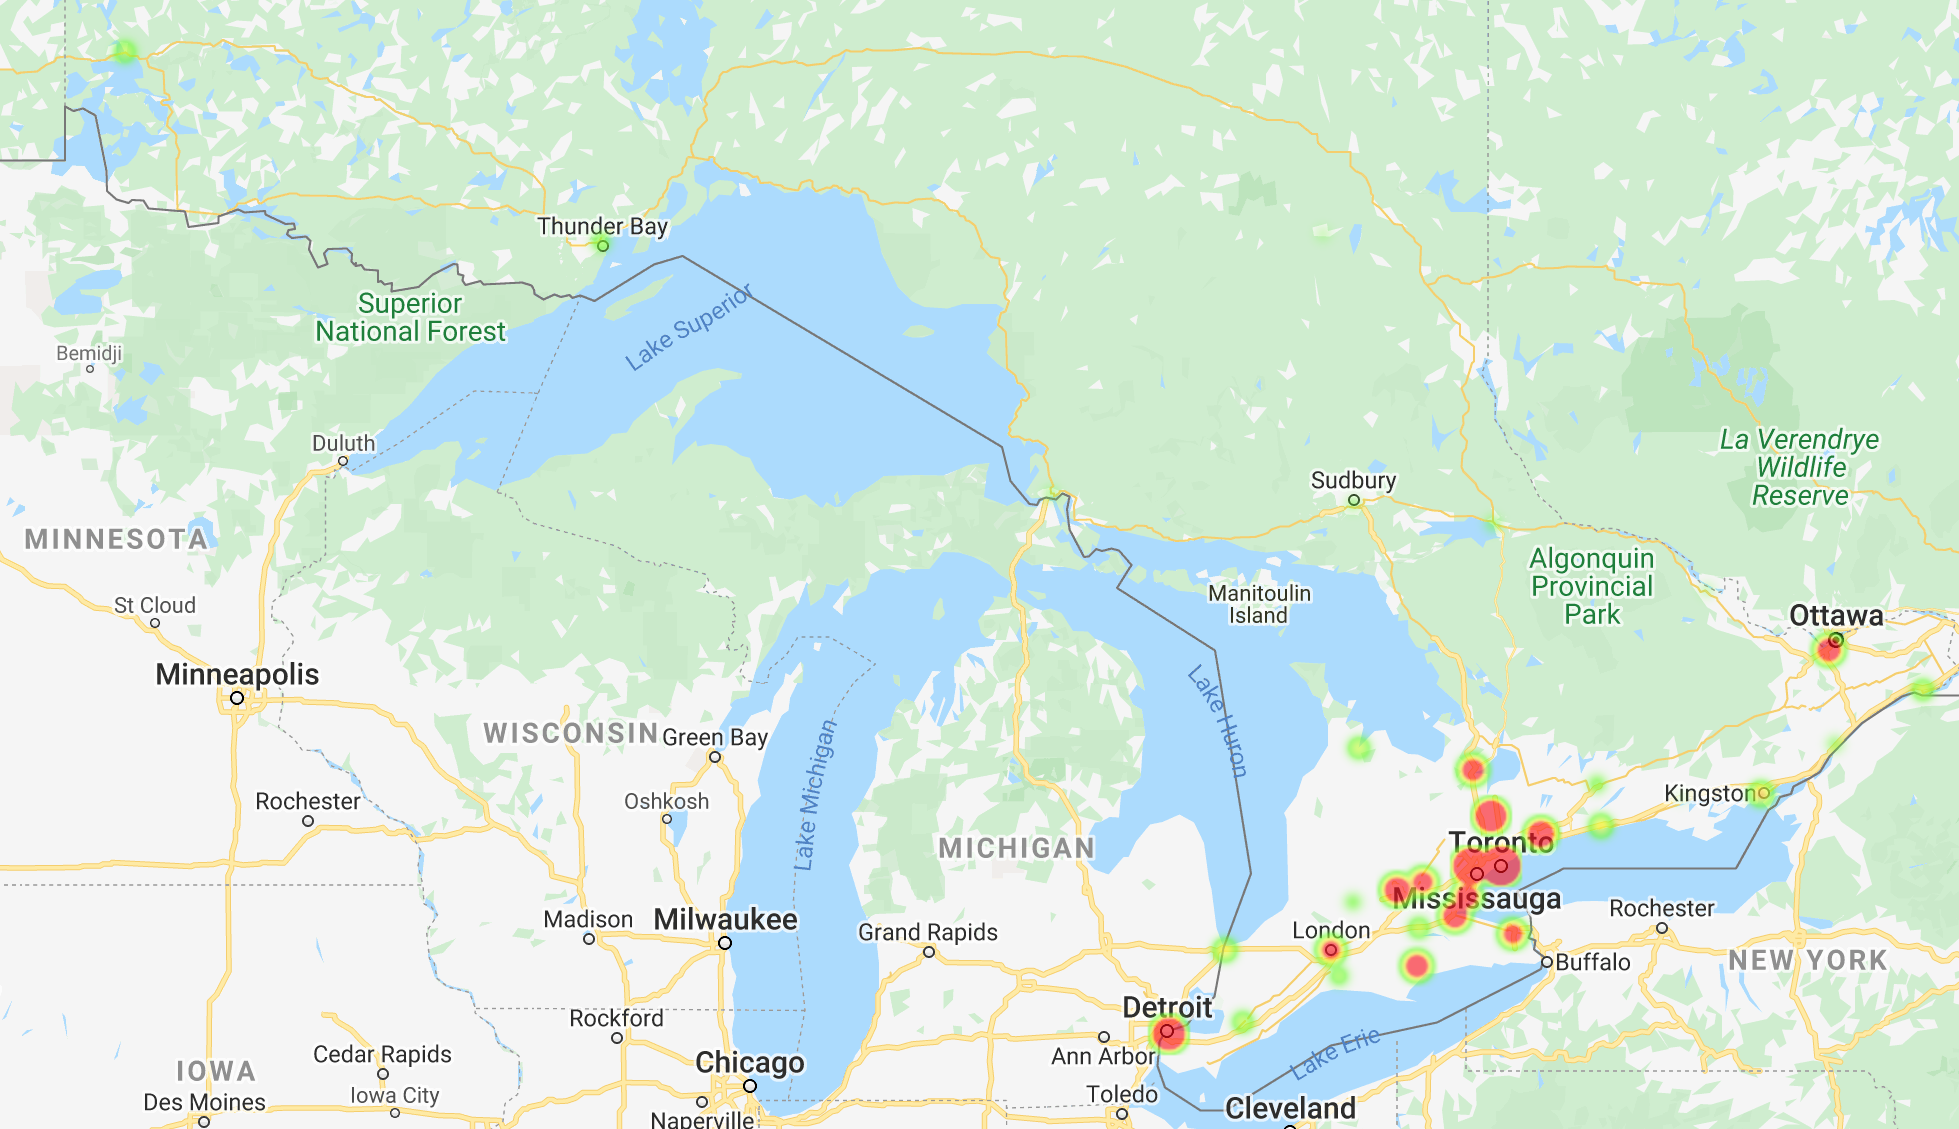 Thunder Bay
Superior
National Forest
Lake Superior
Bemidji
Duluth
Sudbury
La Verendrye
Wildlife
Reserve
MINNESOTA
Algonquin
Provincial
Park
Manitoulin
Island
St Cloud
Ottawa
Minneapolis
WISCONSIN
Green Bay
Lake Michigan
Lake Huron
Rochester
Oshkosh
Kingston
MICHIGAN
Toronto
Mississauga
Madison
Milwaukee
Grand Rapids
London
Rochester
Buffalo
NEW YORK
Detroit
Rockford
Ann Arbor
Lake Erie
Cedar Rapids
Chicago
IOWA
Des Moines
Iowa City
Toledo
Naperville
Cleveland